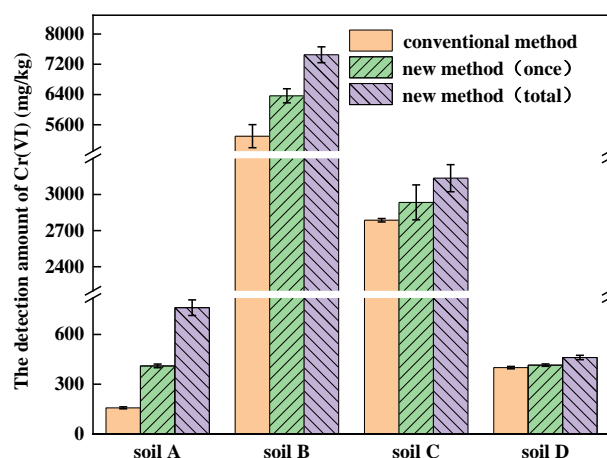 The detection amount of Cr(VI) (mg/kg)
8000
7200
6400
5600
3000
2700
2400
600
300
0
conventional method
new method（once）
new method（total）
soil A
soil B
soil C
soil D